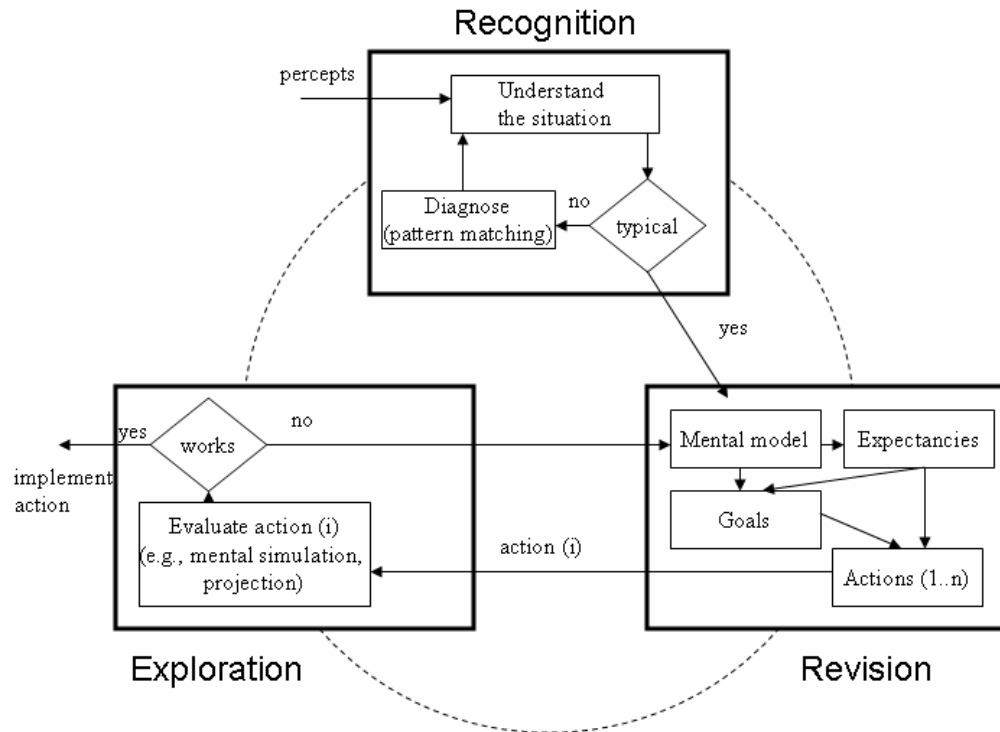 Recognition
percepts
Understand
the situation
no
Diagnose
(pattern matching)
typical
yes
yes
works
no
Mental model
Expectancies
implement
action
Evaluate action (i)
(e.g., mental simulation,
projection)
Goals
action (i)
Actions (1..n)
Exploration
Revision